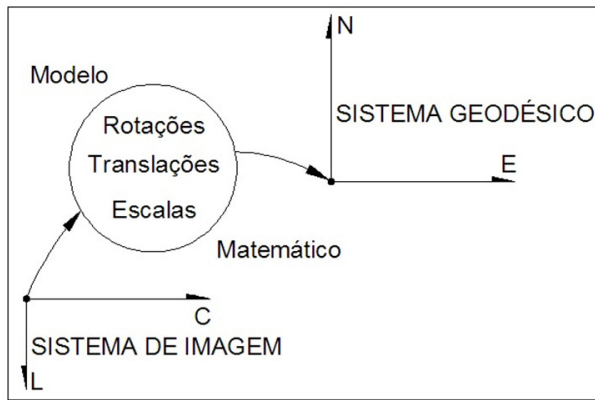 N
Modelo
Rotações
SISTEMA GEODÉSICO
Translações
E
Escalas
Matemático
C
SISTEMA DE IMAGEM
L